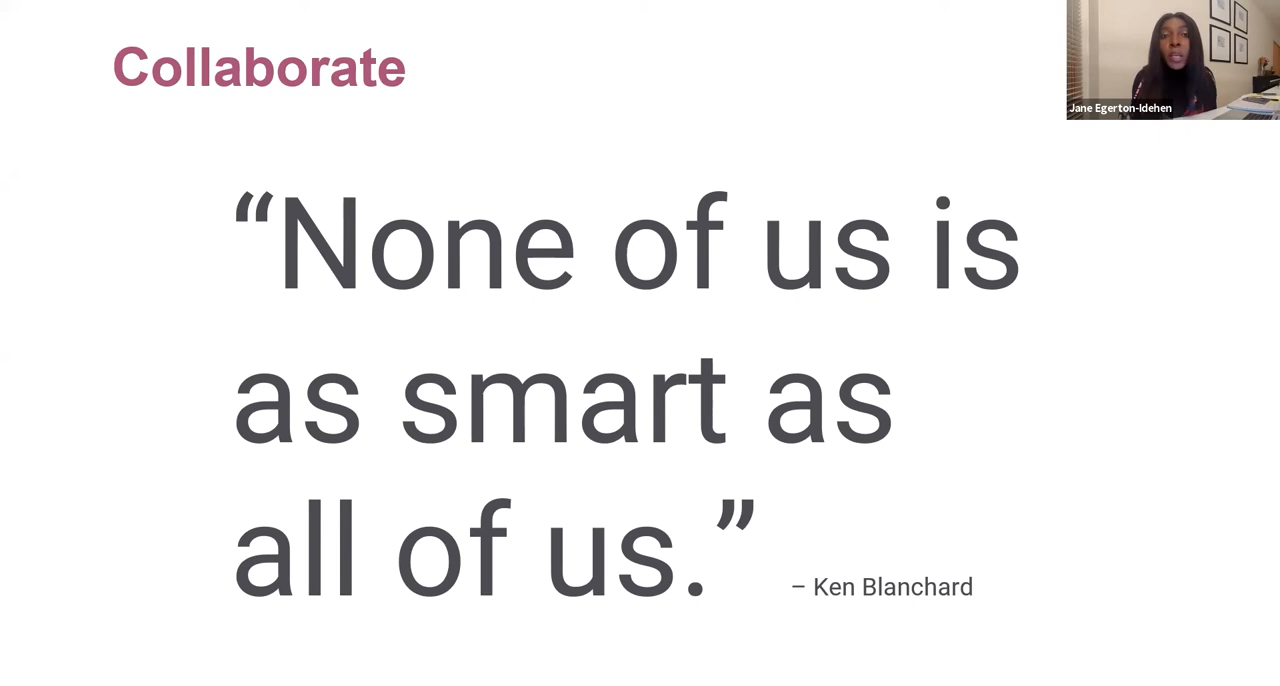 Collaborate
Jane Egerton-Idehen
“None of us is
as smart as
all of us.”
– Ken Blanchard